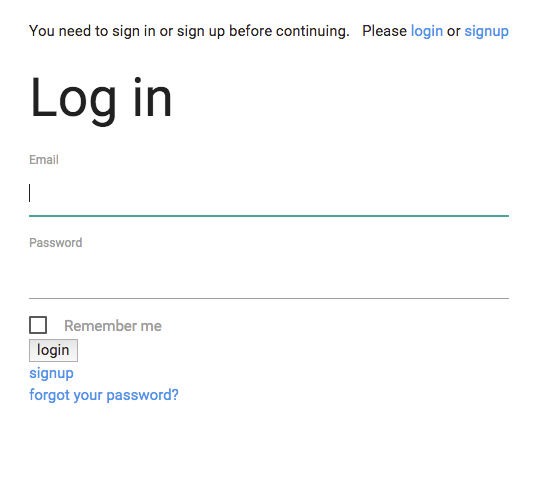 You need to sign in or sign up before continuing. Please login or signup
Log in
Email
Password
Remember me
login
signup
forgot your password?